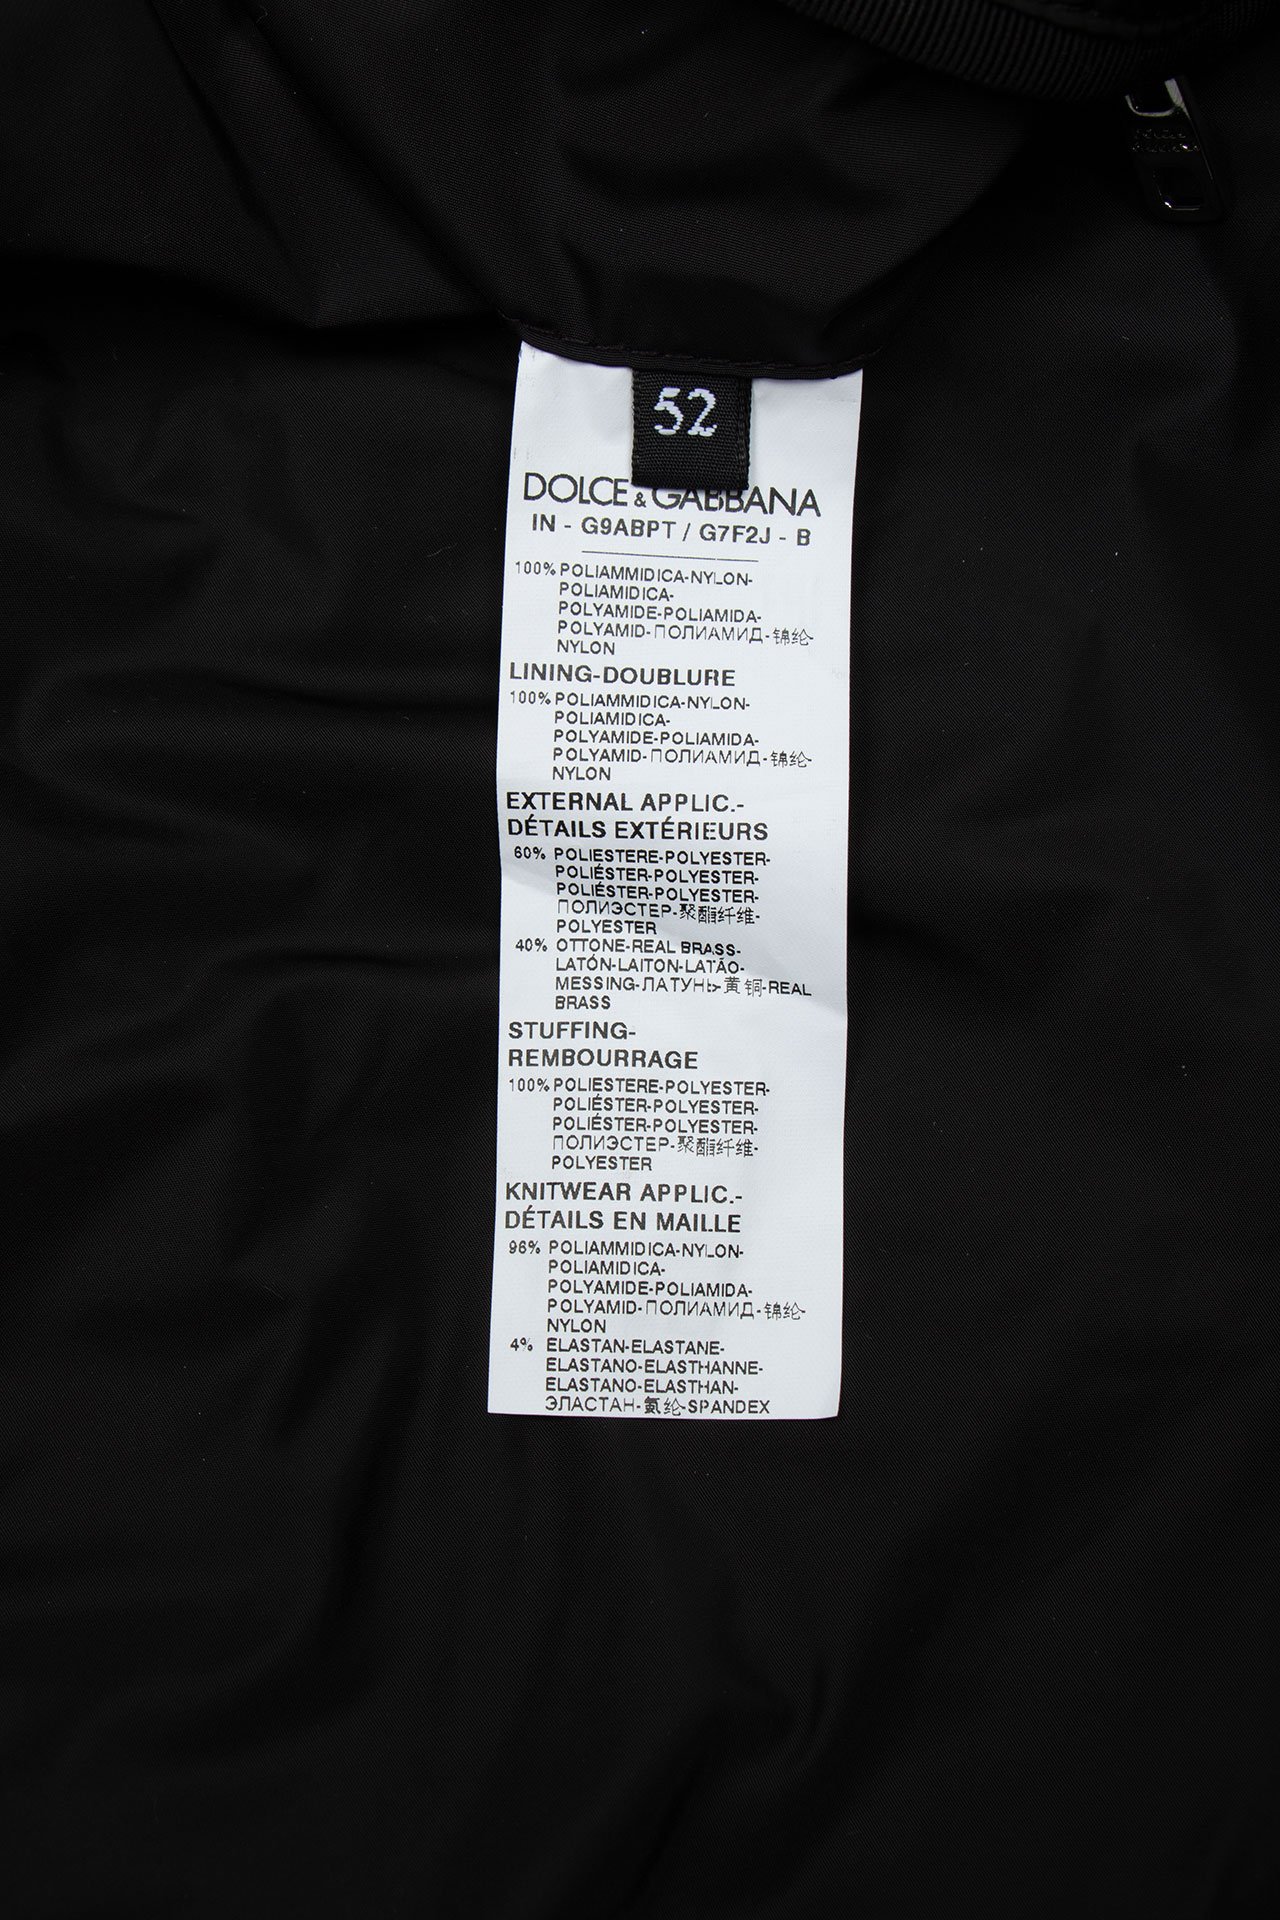 52
DOLCE & GABBANA
IN - G9ABPT / G7F2J - B
100% POLIAMMIDICA-NYLON-
POLIAMIDICA-
POLYAMIDE-POLIAMIDA-
POLYAMID-ПОЛИАМИД-锦纶-
NYLON
LINING-DOUBLURE
100% POLIAMMIDICA-NYLON-
POLIAMIDICA-
POLYAMIDE-POLIAMIDA-
POLYAMID-ПОЛИАМИД-锦纶-
NYLON
EXTERNAL APPLIC.-
DÉTAILS EXTÉRIEURS
60% POLIESTERE-POLYESTER-
POLIÉSTER-POLYESTER-
POLIÉSTER-POLYESTER-
ПОЛИЭСТЕР-聚酯纤维-
POLYESTER
40% OTTONE-REAL BRASS-
LATÓN-LAITON-LATÃO-
MESSING-ЛАТУНЬ-黄铜-REAL
BRASS
STUFFING-
REMBOURRAGE
100% POLIESTERE-POLYESTER-
POLIÉSTER-POLYESTER-
POLIÉSTER-POLYESTER-
ПОЛИЭСТЕР-聚酯纤维-
POLYESTER
KNITWEAR APPLIC.-
DÉTAILS EN MAILLE
96% POLIAMMIDICA-NYLON-
POLIAMIDICA-
POLYAMIDE-POLIAMIDA-
POLYAMID-ПОЛИАМИД-锦纶-
NYLON
4% ELASTAN-ELASTANE-
ELASTANO-ELASTHANNE-
ELASTANO-ELASTHAN-
ЭЛАСТАН-氨纶-SPANDEX